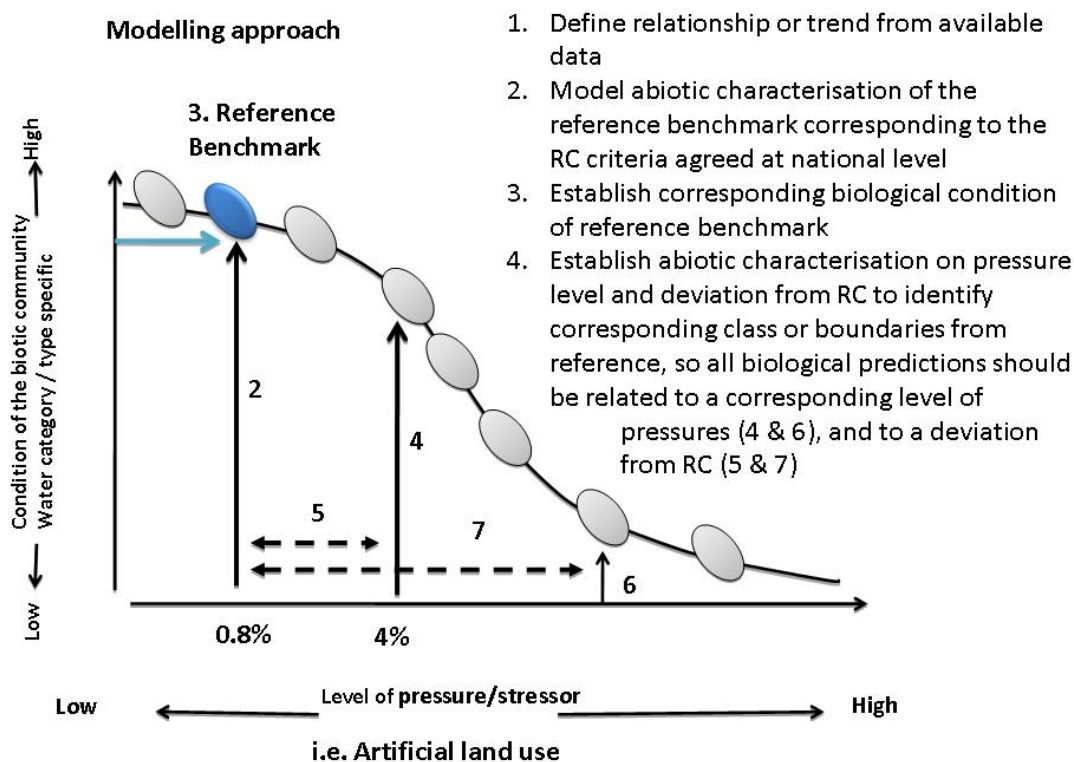 Modelling approach
3. Reference
Benchmark
1. Define relationship or trend from available
data
2. Model abiotic characterisation of the
reference benchmark corresponding to the
RC criteria agreed at national level
3. Establish corresponding biological condition
of reference benchmark
4. Establish abiotic characterisation on pressure
level and deviation from RC to identify
corresponding class or boundaries from
reference, so all biological predictions should
be related to a corresponding level of
pressures (4 & 6), and to a deviation
from RC (5 & 7)
High
Condition of the biotic community
Water category / type specific
Low
2
4
5
7
6
0.8%
4%
Low
Level of pressure/stressor
High
i.e. Artificial land use